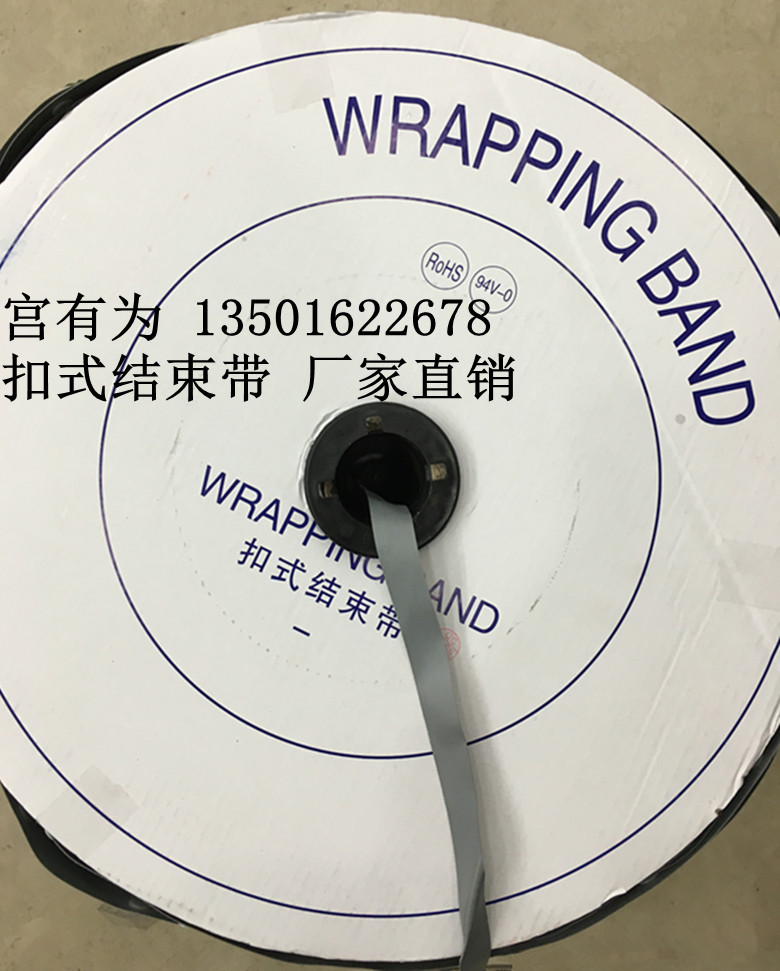 WRAPPING BAND
RoHS 94V-0
宫有为 13501622678
扣式结束带 厂家直销
WRAPPING BAND
扣式结束带